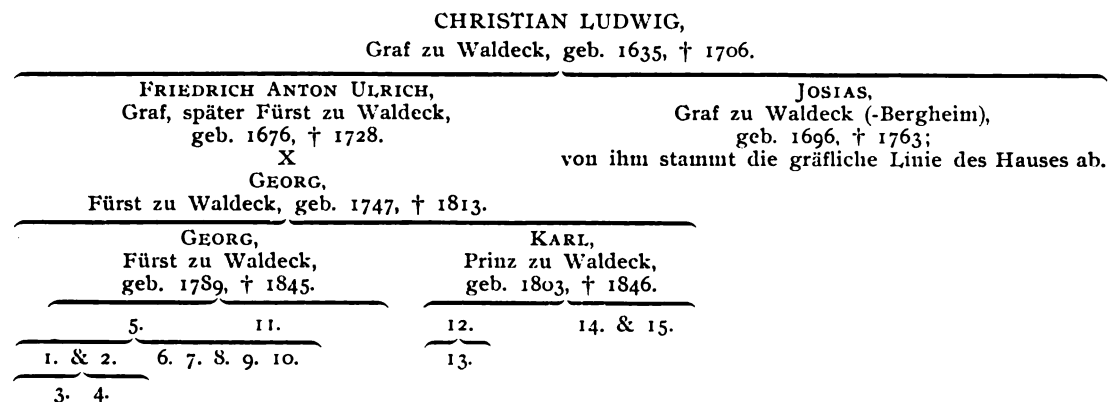 CHRISTIAN LUDWIG,
Graf zu Waldeck, geb. 1635, † 1706.
FRIEDRICH ANTON ULRICH,
Graf, später Fürst zu Waldeck,
geb. 1676, † 1728.
X
JOSIAS,
Graf zu Waldeck (-Bergheim),
geb. 1696, † 1763;
von ihm stammt die gräfliche Linie des Hauses ab.
GEORG,
Fürst zu Waldeck, geb. 1747, † 1813.
GEORG,
Fürst zu Waldeck,
geb. 1789, † 1845.
KARL,
Prinz zu Waldeck,
geb. 1803, † 1846.
5. 11. 12. 14. & 15.
1. & 2. 6. 7. 8. 9. 10. 13.
3. 4.